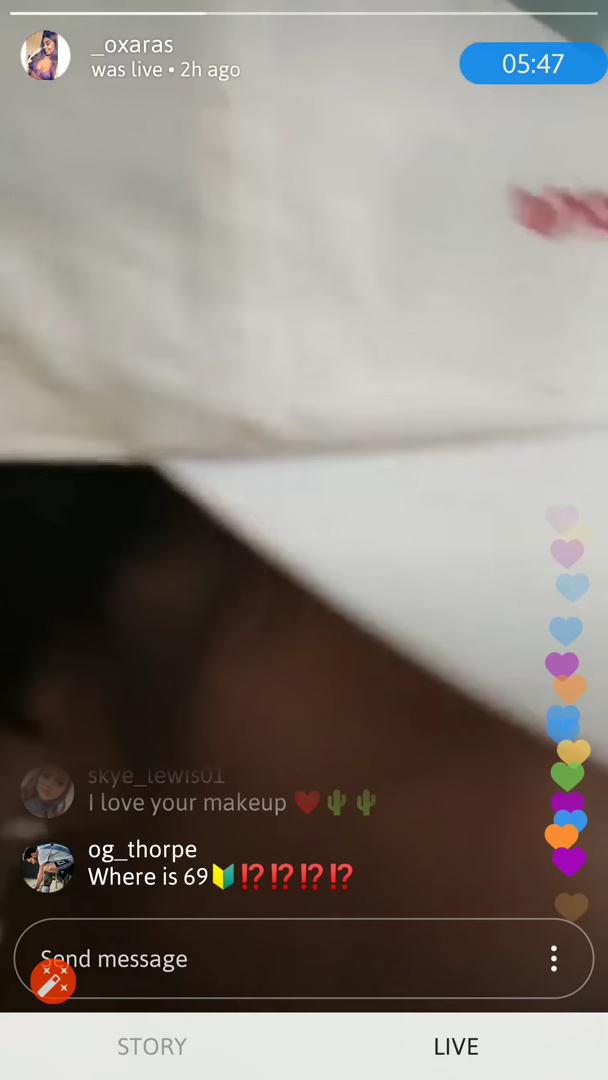 _oxaras
was live • 2h ago
05:47
skye_lewis01
I love your makeup ❤️🌵🌵
og_thorpe
Where is 69🔰⁉️⁉️⁉️⁉️
Send message
STORY
LIVE